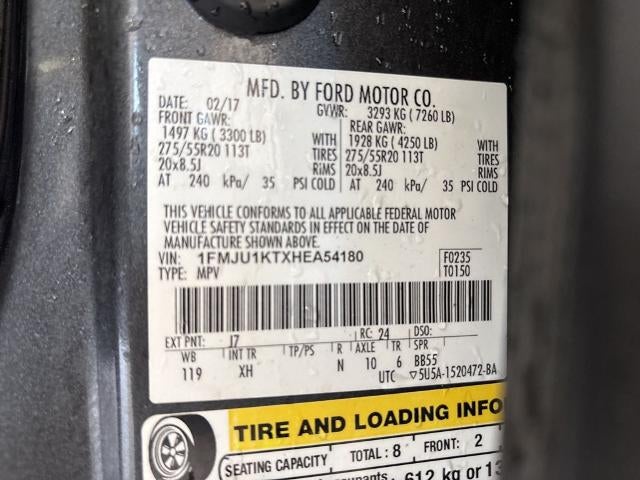 MFD. BY FORD MOTOR CO.
DATE: 02/17 GVWR: 3293 KG ( 7260 LB)
FRONT GAWR: REAR GAWR:
1497 KG ( 3300 LB) WITH 1928 KG ( 4250 LB) WITH
275/55R20 113T TIRES 275/55R20 113T TIRES
20x8.5J RIMS 20x8.5J RIMS
AT 240 kPa/ 35 PSI COLD AT 240 kPa/ 35 PSI COLD
THIS VEHICLE CONFORMS TO ALL APPLICABLE FEDERAL MOTOR
VEHICLE SAFETY STANDARDS IN EFFECT ON THE DATE OF
MANUFACTURE SHOWN ABOVE.
VIN: 1FMJU1KTXHEA54180 F0235
TYPE: MPV T0150
EXT PNT: J7 RC: 24 DSO:
WB INT TR TP/PS R AXLE TR SPR
119 XH N 10 6 BB55
UTC ▽5U5A-1520472-BA
TIRE AND LOADING INFO
SEATING CAPACITY TOTAL: 8 FRONT: 2
612 kg or 13